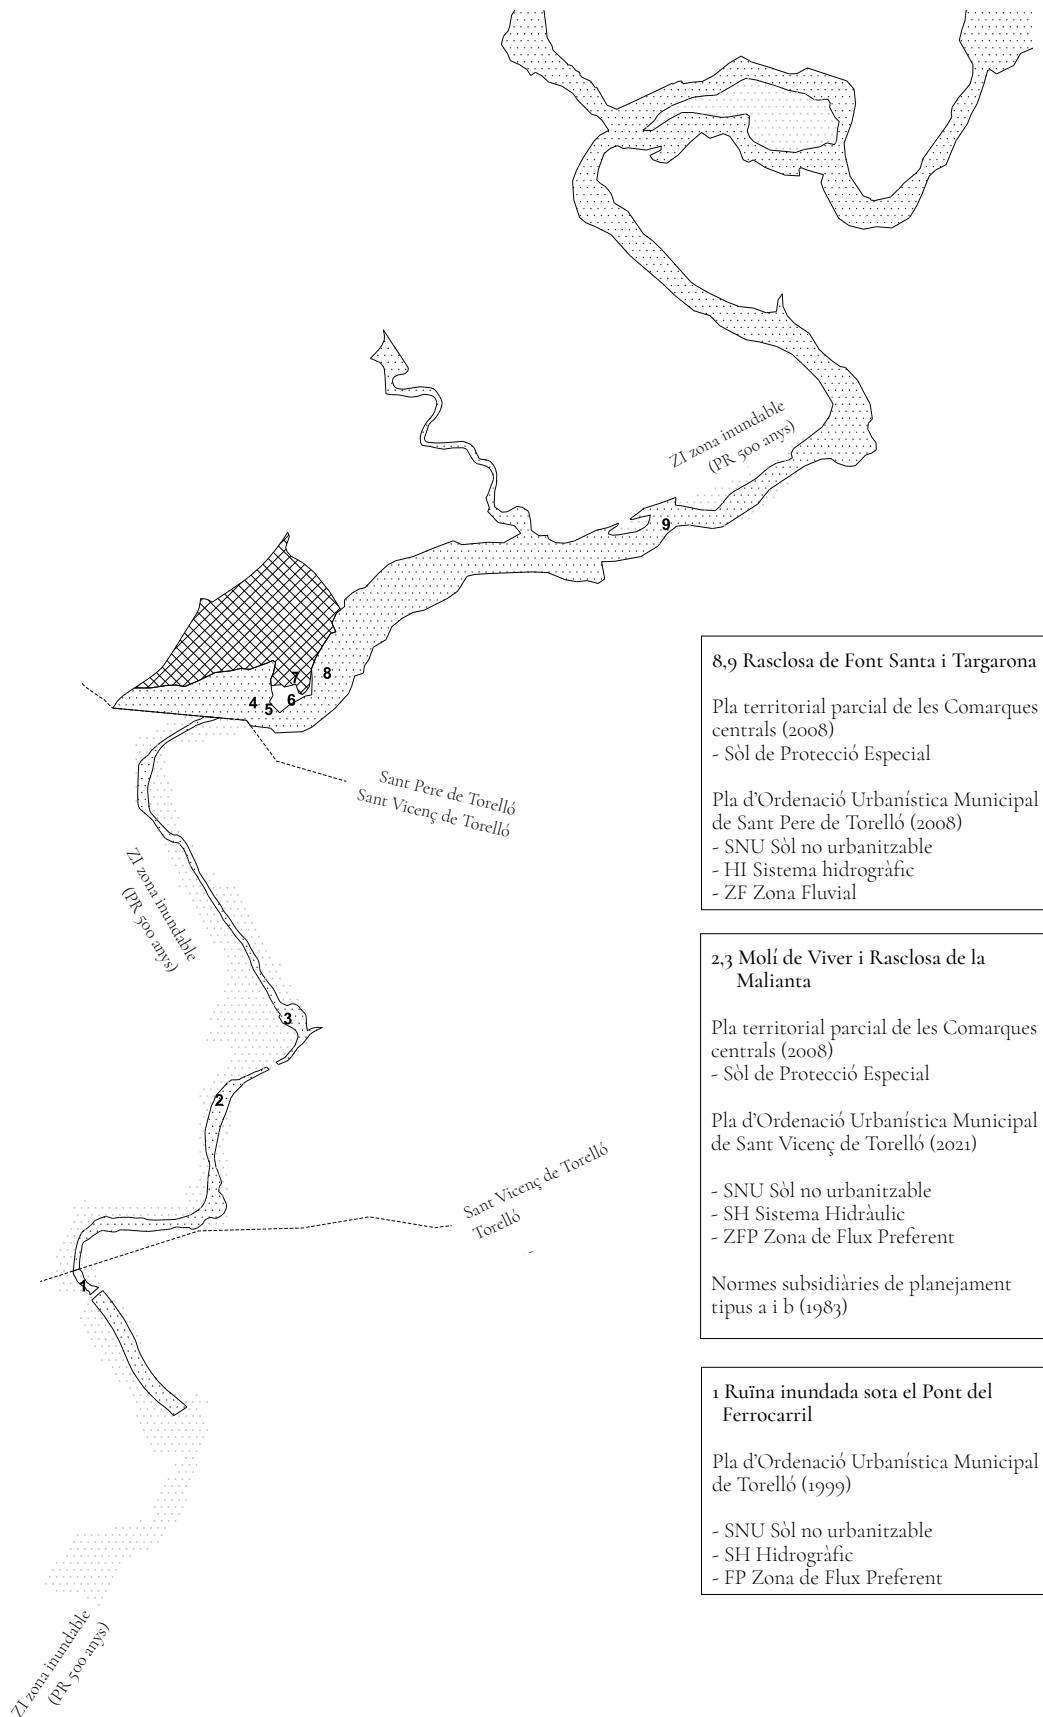 ZI zona inundable
(PR 500 anys)
9
7
8
4
5
6
Sant Pere de Torelló
Sant Vicenç de Torelló
ZI zona inundable
(PR 500 anys)
3
2
Sant Vicenç de Torelló
Torelló
1
ZI zona inundable
(PR 500 anys)
8,9 Rasclosa de Font Santa i Targarona
Pla territorial parcial de les Comarques
centrals (2008)
- Sòl de Protecció Especial
Pla d'Ordenació Urbanística Municipal
de Sant Pere de Torelló (2008)
- SNU Sòl no urbanitzable
- HI Sistema hidrogràfic
- ZF Zona Fluvial
2,3 Molí de Viver i Rasclosa de la
Malianta
Pla territorial parcial de les Comarques
centrals (2008)
- Sòl de Protecció Especial
Pla d'Ordenació Urbanística Municipal
de Sant Vicenç de Torelló (2021)
- SNU Sòl no urbanitzable
- SH Sistema Hidràulic
- ZFP Zona de Flux Preferent
Normes subsidiàries de planejament
tipus a i b (1983)
1 Ruïna inundada sota el Pont del
Ferrocarril
Pla d'Ordenació Urbanística Municipal
de Torelló (1999)
- SNU Sòl no urbanitzable
- SH Hidrogràfic
- FP Zona de Flux Preferent